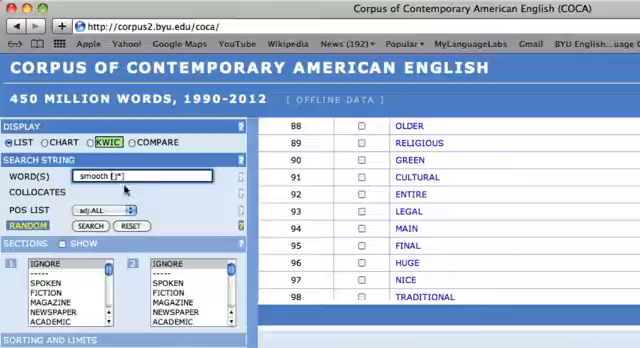 Corpus of Contemporary American English (COCA)
http://corpus2.byu.edu/coca/
Apple Yahoo! Google Maps YouTube Wikipedia News (192) Popular MyLanguageLabs Gmail BYU English...uage C
CORPUS OF CONTEMPORARY AMERICAN ENGLISH
450 MILLION WORDS, 1990-2012 [ OFFLINE DATA ]
DISPLAY ?
LIST CHART KWIC COMPARE
SEARCH STRING ?
WORD(S) smooth [j*] ?
COLLOCATES ?
POS LIST adj.ALL ?
RANDOM SEARCH RESET ?
SECTIONS SHOW ?
1 IGNORE
-----
SPOKEN
FICTION
MAGAZINE
NEWSPAPER
ACADEMIC
2 IGNORE
-----
SPOKEN
FICTION
MAGAZINE
NEWSPAPER
ACADEMIC
SORTING AND LIMITS
88 OLDER
89 RELIGIOUS
90 GREEN
91 CULTURAL
92 ENTIRE
93 LEGAL
94 MAIN
95 FINAL
96 HUGE
97 NICE
98 TRADITIONAL